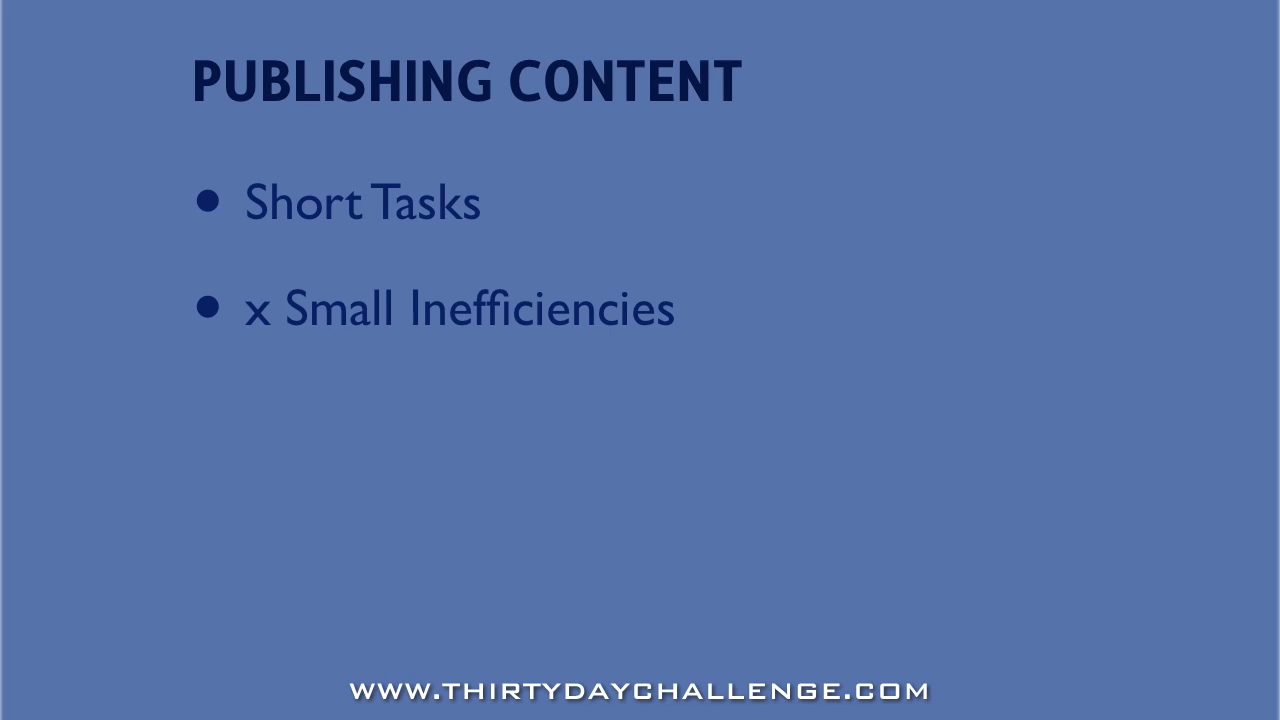 PUBLISHING CONTENT
• Short Tasks
• x Small Inefficiencies
WWW.THIRTYDAYCHALLENGE.COM